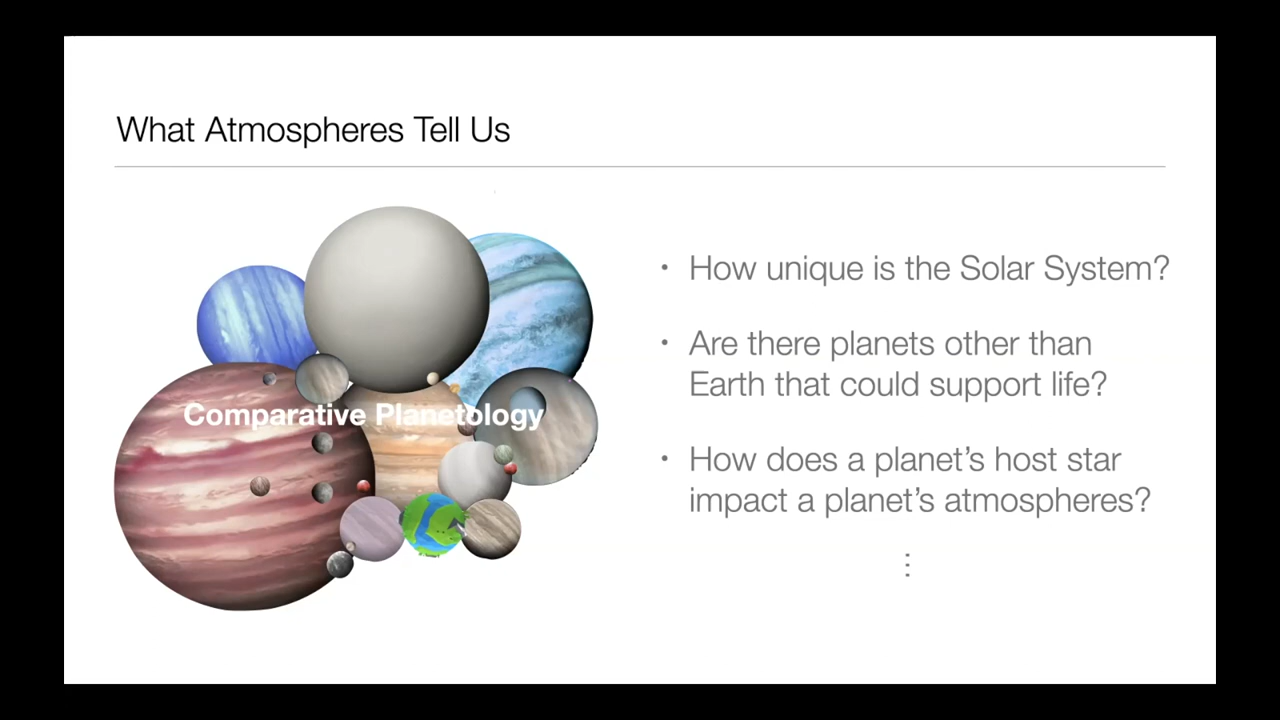 What Atmospheres Tell Us
Comparative Planetology
• How unique is the Solar System?
• Are there planets other than
Earth that could support life?
• How does a planet's host star
impact a planet's atmospheres?
⋮